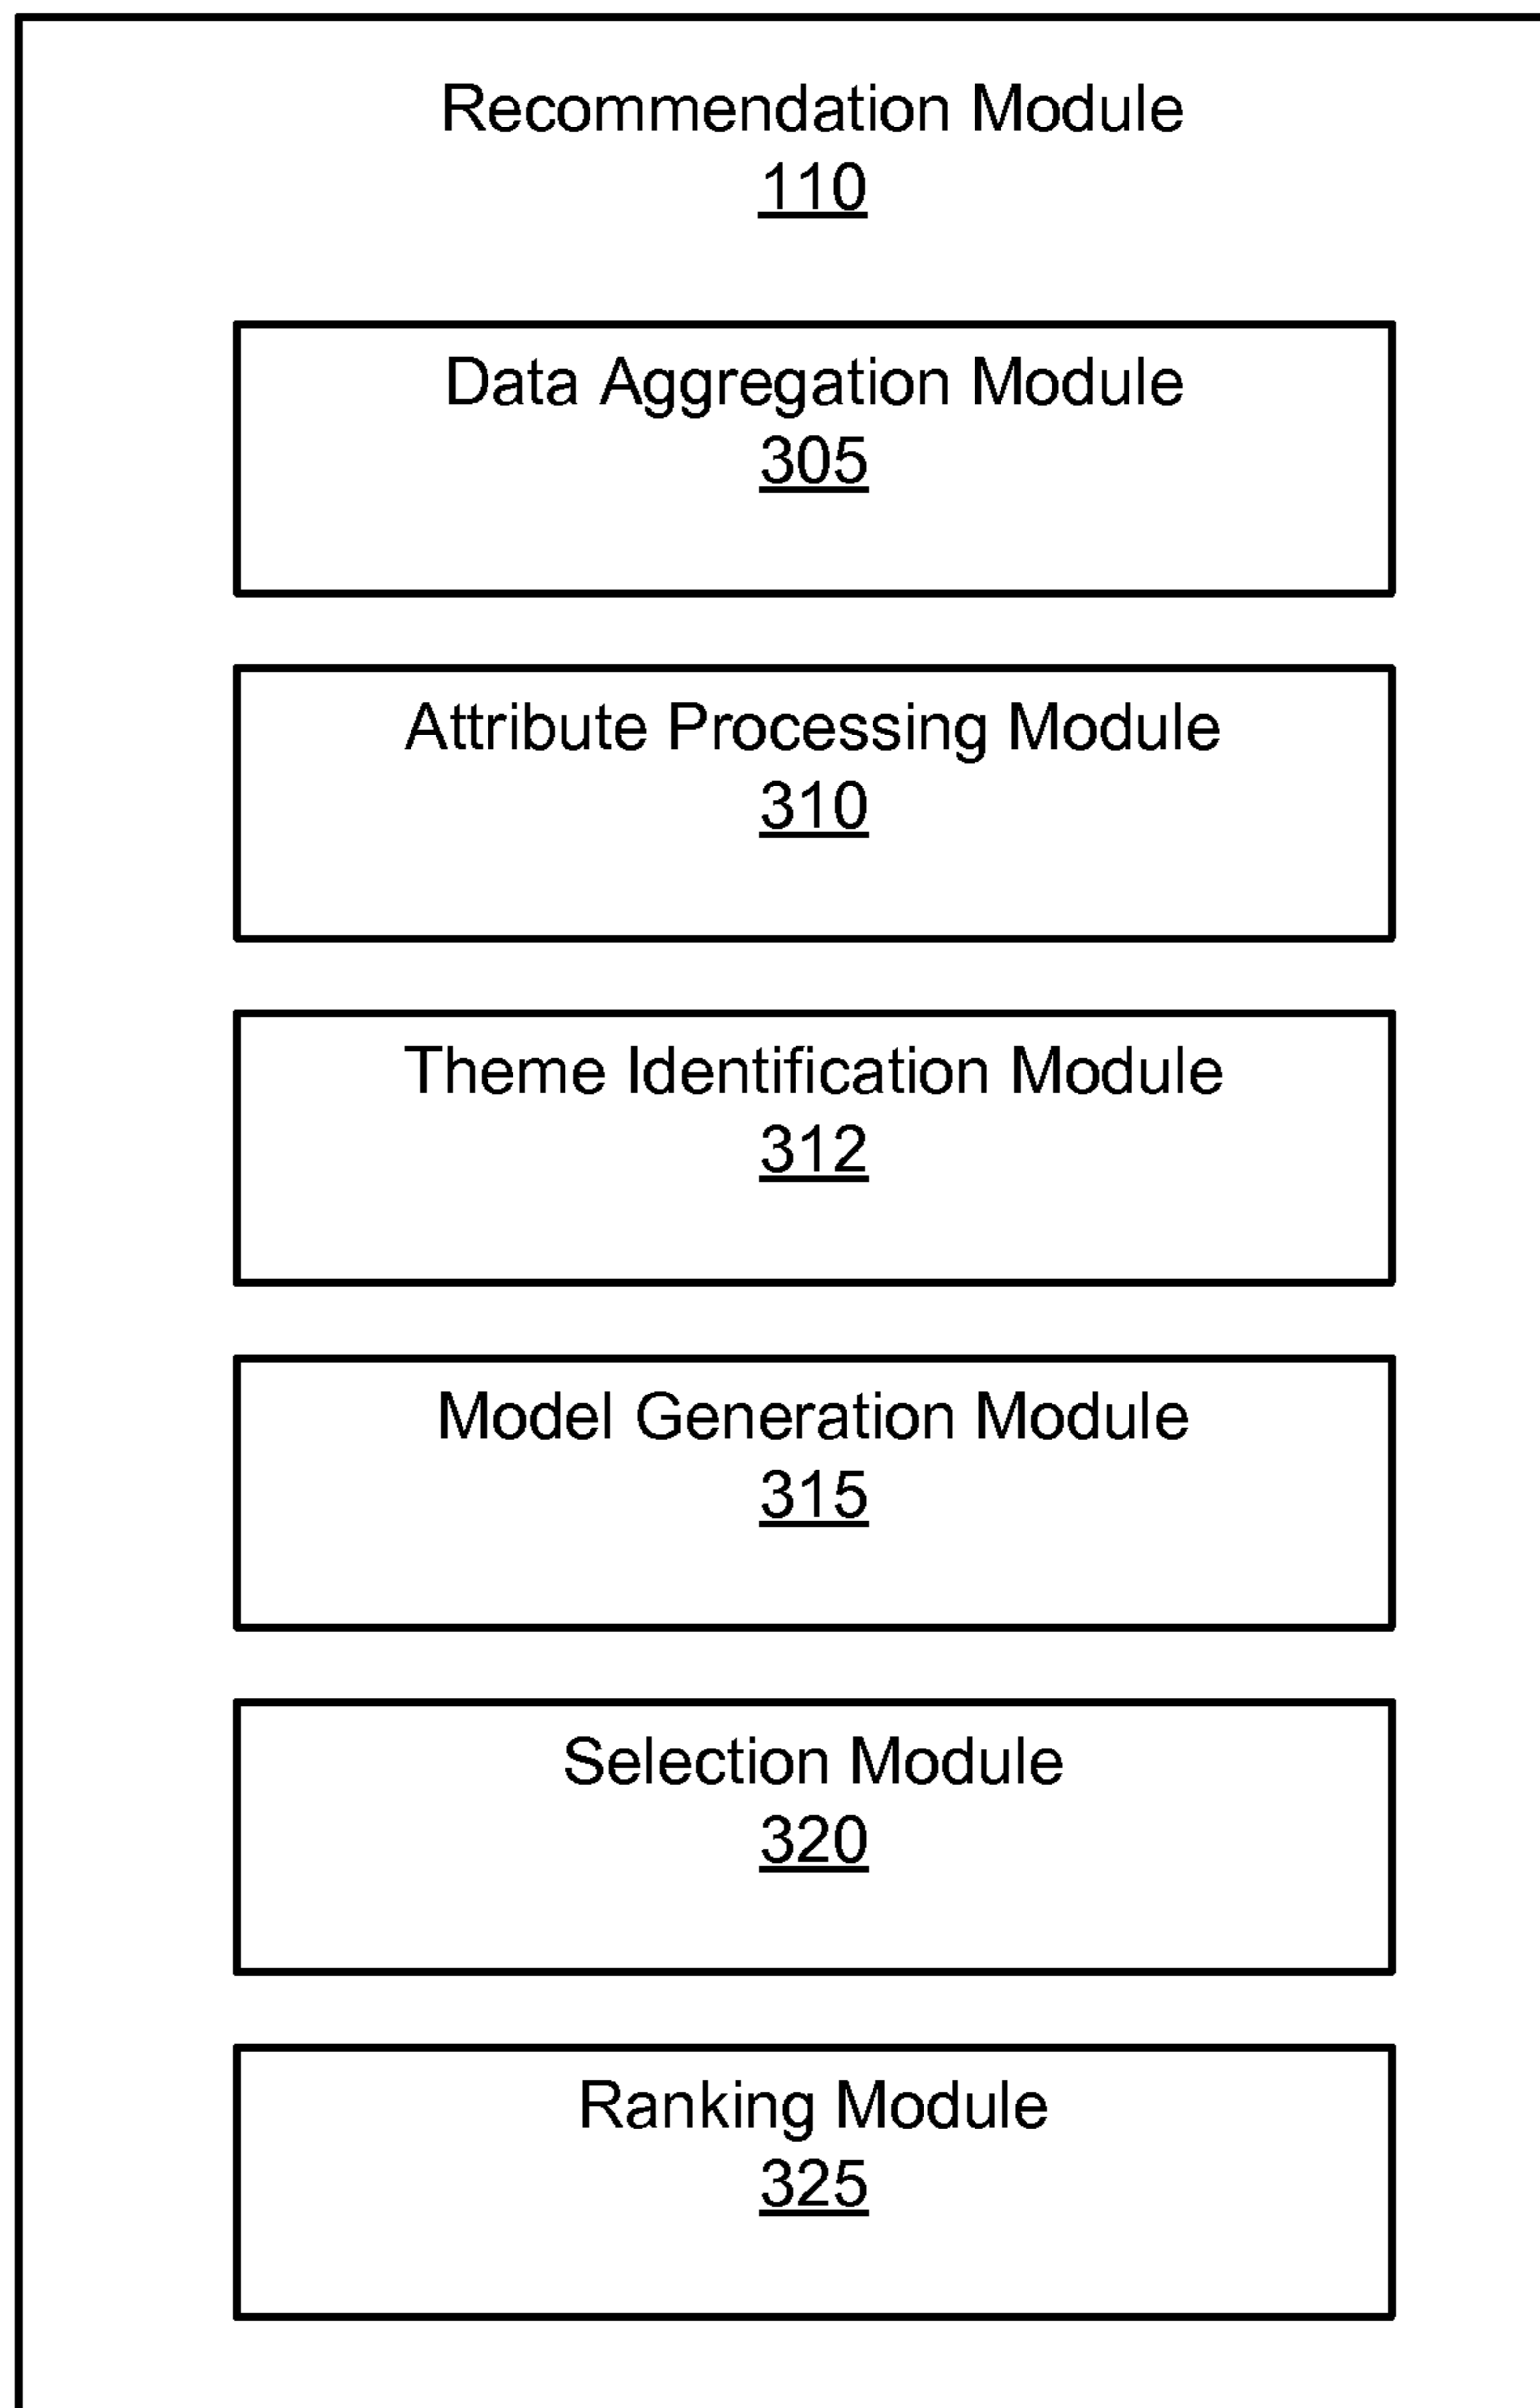 Recommendation Module
110
Data Aggregation Module
305
Attribute Processing Module
310
Theme Identification Module
312
Model Generation Module
315
Selection Module
320
Ranking Module
325